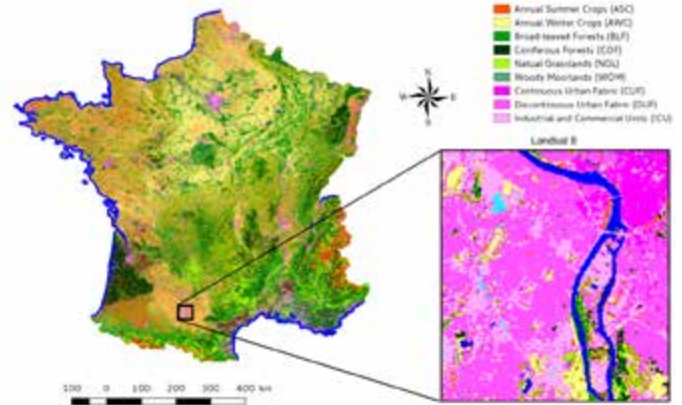 Annual Summer Crops (ASC)
Annual Winter Crops (AWC)
Broad-leaved Forests (BLF)
Coniferous Forests (COF)
Natual Grasslands (NGL)
Woody Moorlands (WOM)
Continuous Urban Fabric (CUF)
Discontinuous Urban Fabric (DUF)
Industrial and Commercial Units (ICU)
N
W
E
S
Landsat 8
100 0 100 200 300 400 km